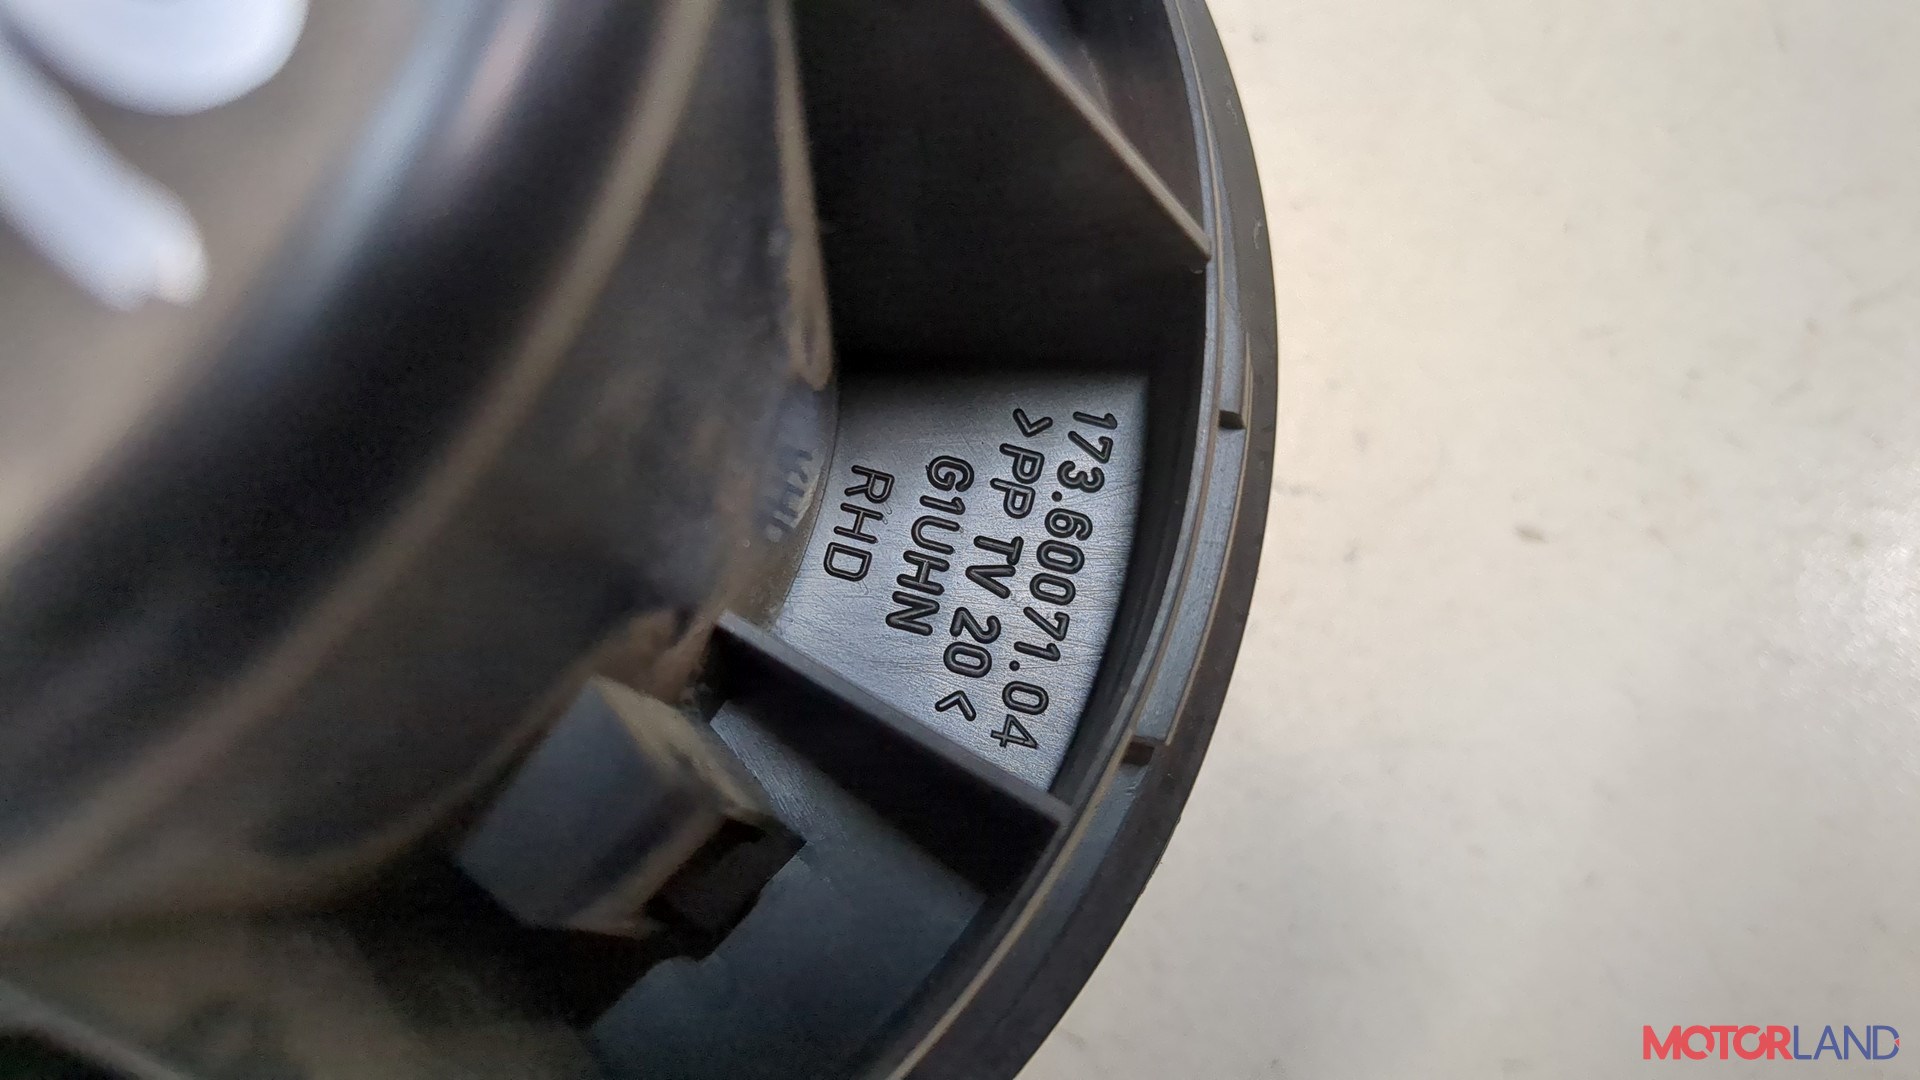 173.60071.04
>PP TV 20<
G1UHN
RHD
MOTORLAND